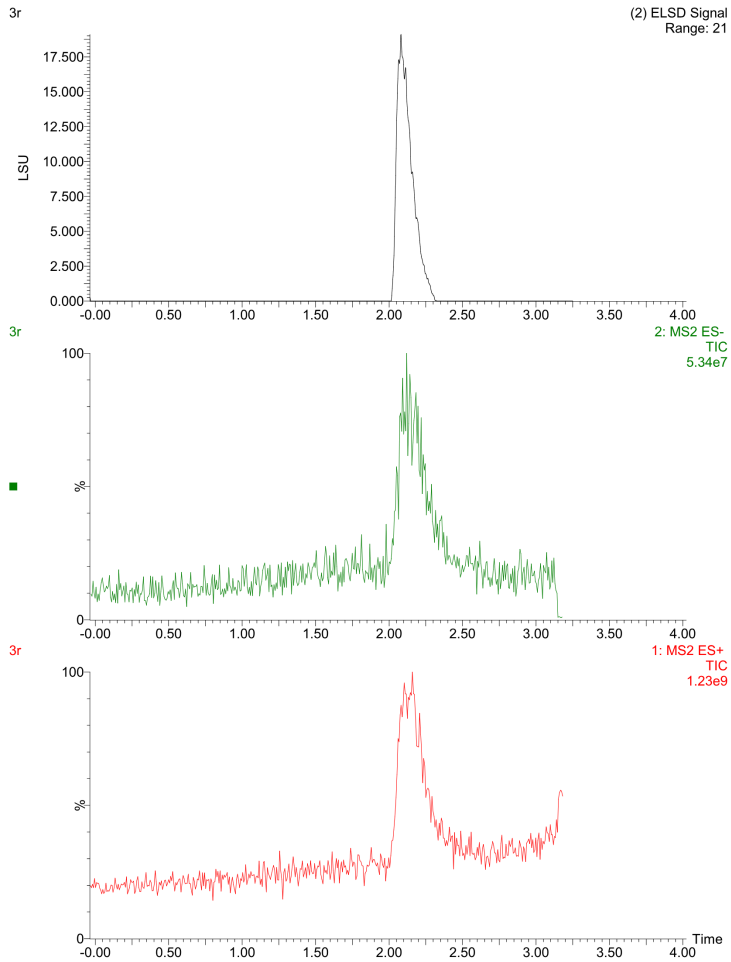 3r
(2) ELSD Signal
Range: 21
LSU
17.500
15.000
12.500
10.000
7.500
5.000
2.500
0.000
-0.00 0.50 1.00 1.50 2.00 2.50 3.00 3.50 4.00
3r
2: MS2 ES-
TIC
5.34e7
100
%
0
-0.00 0.50 1.00 1.50 2.00 2.50 3.00 3.50 4.00
3r
1: MS2 ES+
TIC
1.23e9
100
%
0
Time
-0.00 0.50 1.00 1.50 2.00 2.50 3.00 3.50 4.00